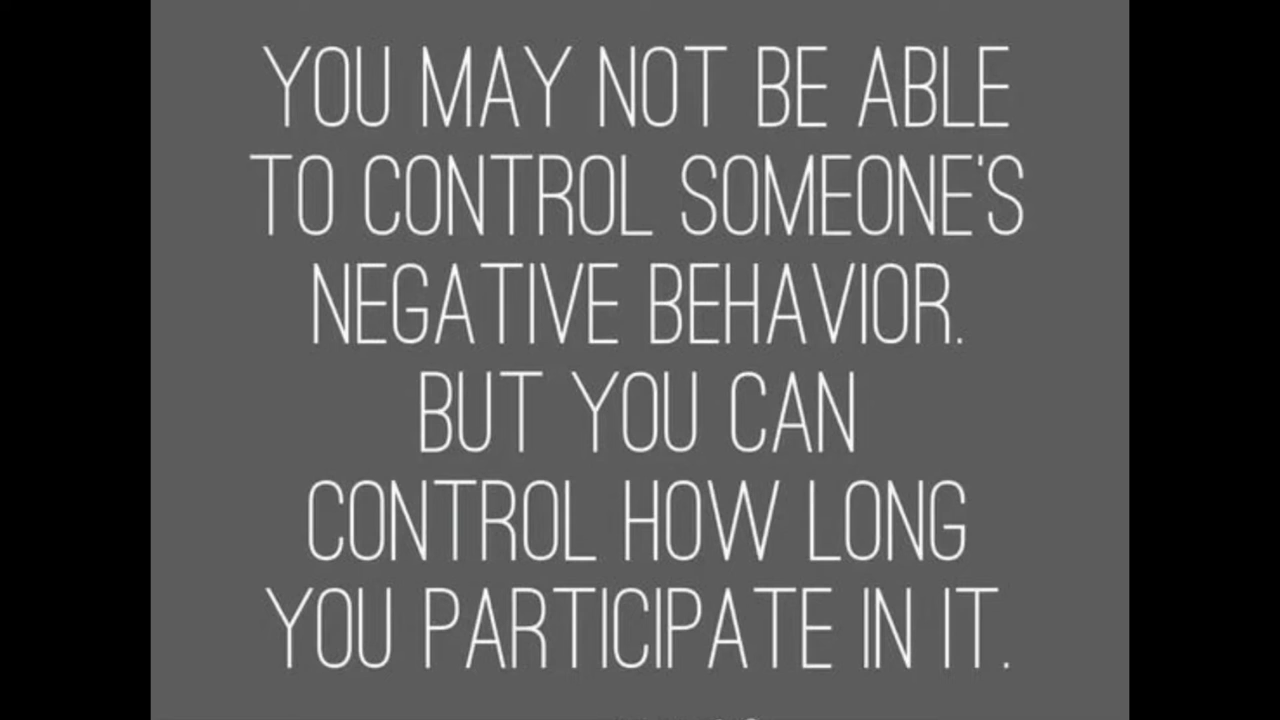 YOU MAY NOT BE ABLE
TO CONTROL SOMEONE'S
NEGATIVE BEHAVIOR.
BUT YOU CAN
CONTROL HOW LONG
YOU PARTICIPATE IN IT.